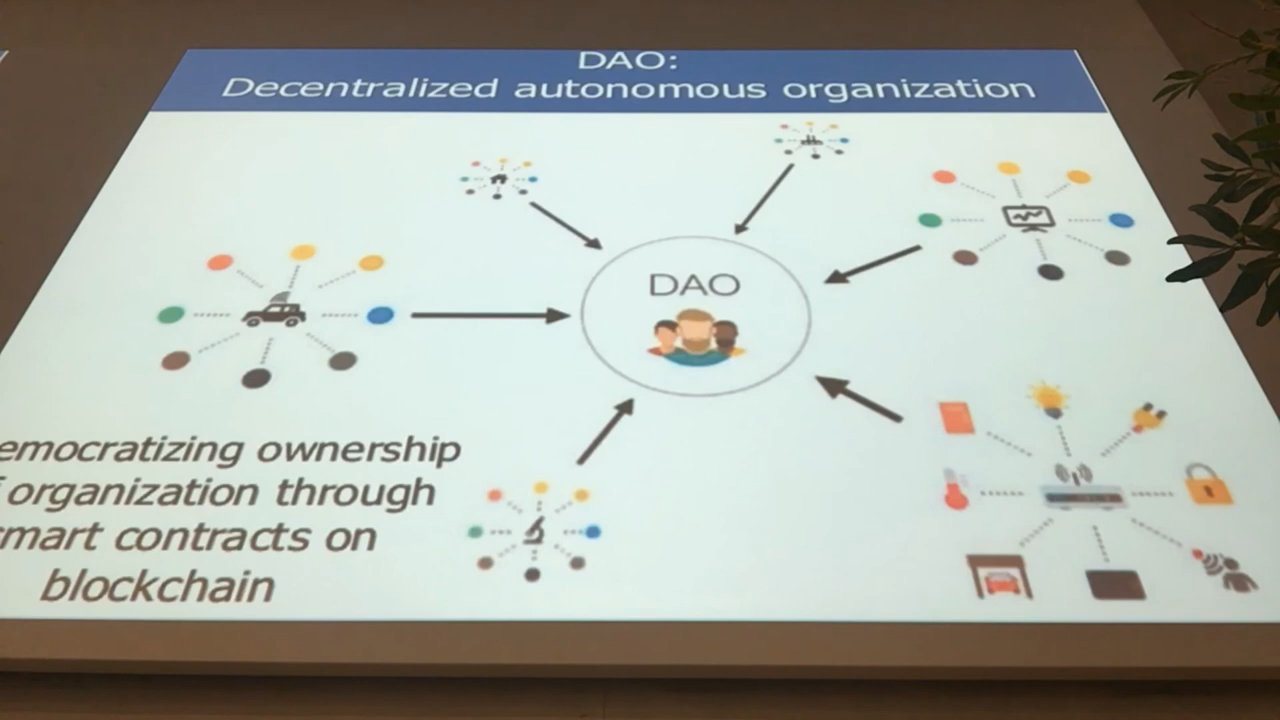 DAO:
Decentralized autonomous organization
DAO
emocratizing ownership
organization through
mart contracts on
blockchain